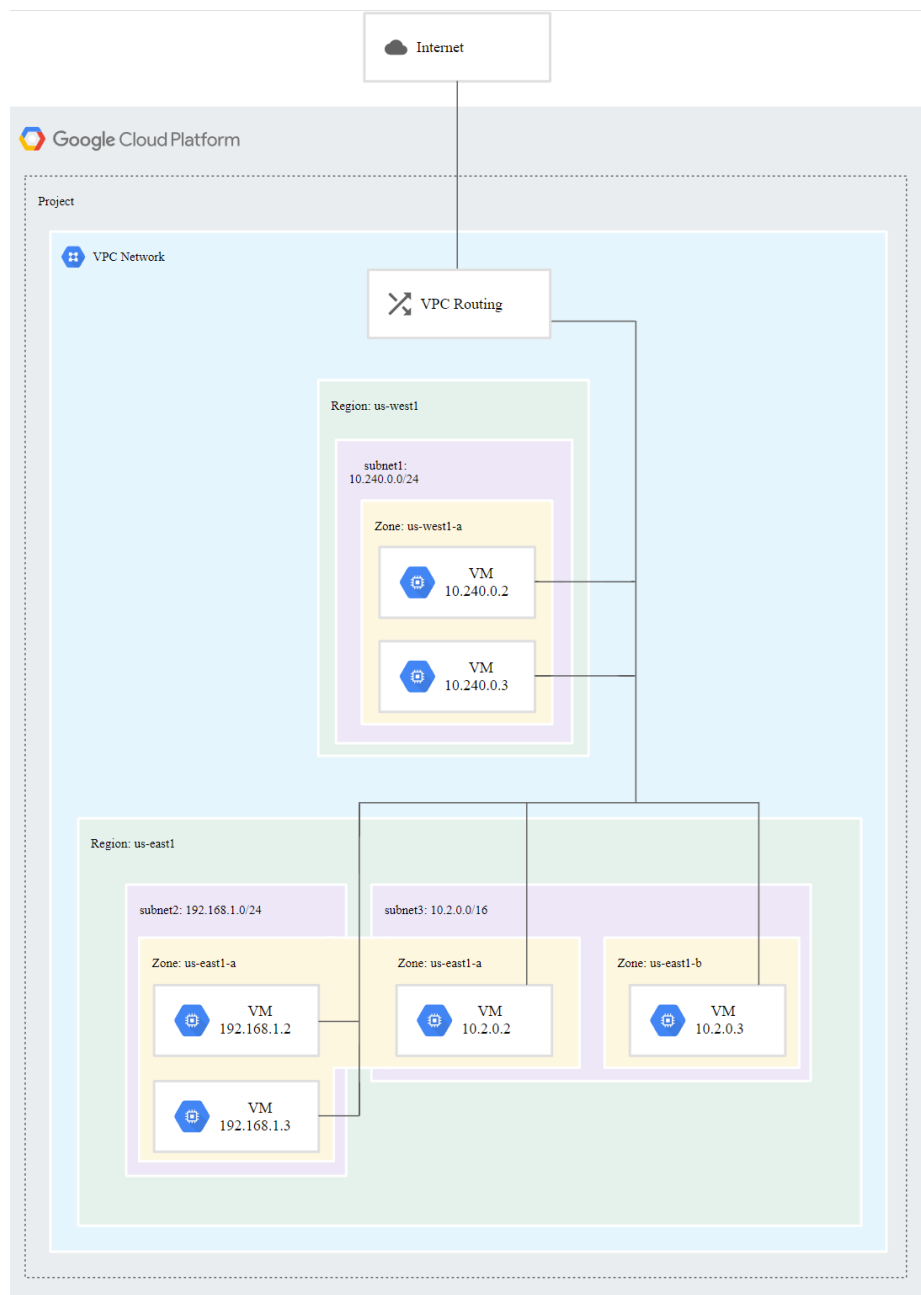 Internet
Google Cloud Platform
Project
VPC Network
VPC Routing
Region: us-west1
subnet1:
10.240.0.0/24
Zone: us-west1-a
VM
10.240.0.2
VM
10.240.0.3
Region: us-east1
subnet2: 192.168.1.0/24
subnet3: 10.2.0.0/16
Zone: us-east1-a
Zone: us-east1-a
Zone: us-east1-b
VM
192.168.1.2
VM
10.2.0.2
VM
10.2.0.3
VM
192.168.1.3